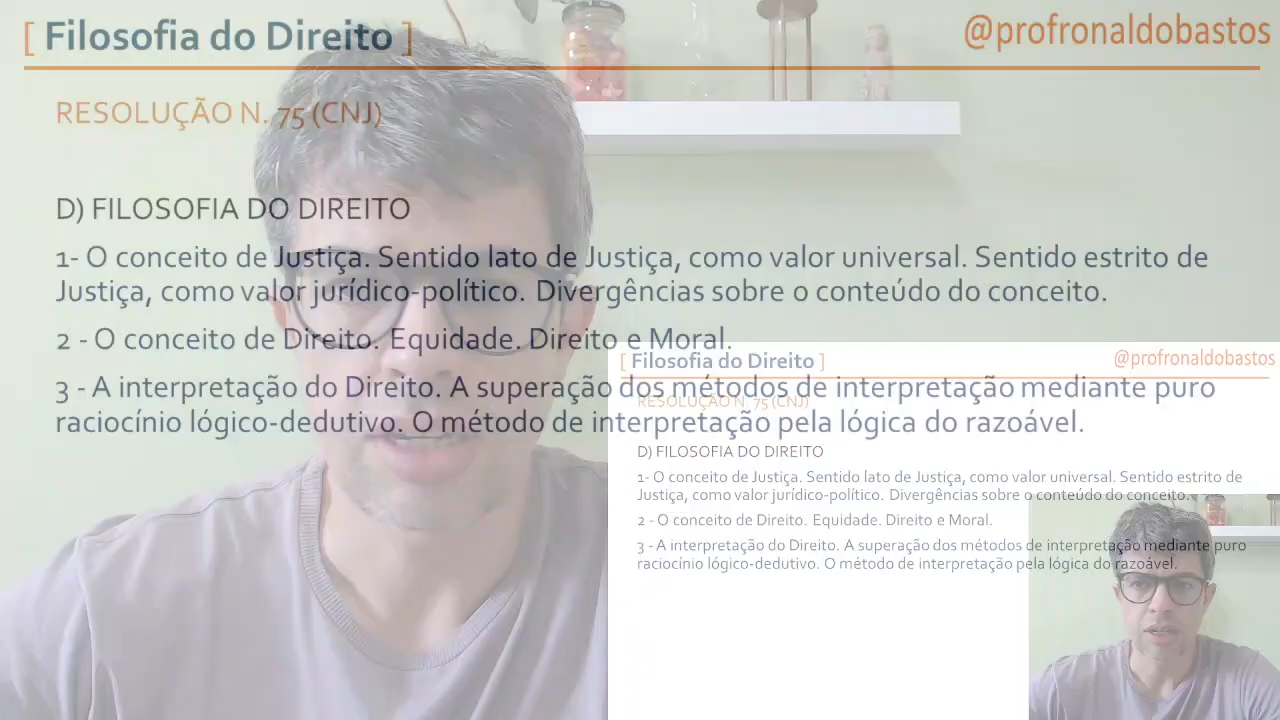 [ Filosofia do Direito ]
@profronaldobastos
RESOLUÇÃO N. 75 (CNJ)
D) FILOSOFIA DO DIREITO
1- O conceito de Justiça. Sentido lato de Justiça, como valor universal. Sentido estrito de
Justiça, como valor jurídico-político. Divergências sobre o conteúdo do conceito.
2 - O conceito de Direito. Equidade. Direito e Moral.
3 - A interpretação do Direito. A superação dos métodos de interpretação mediante puro
raciocínio lógico-dedutivo. O método de interpretação pela lógica do razoável.
[ Filosofia do Direito ]
@profronaldobastos
RESOLUÇÃO N. 75 (CNJ)
D) FILOSOFIA DO DIREITO
1- O conceito de Justiça. Sentido lato de Justiça, como valor universal. Sentido estrito de
Justiça, como valor jurídico-político. Divergências sobre o conteúdo do conceito.
2 - O conceito de Direito. Equidade. Direito e Moral.
3 - A interpretação do Direito. A superação dos métodos de interpretação mediante puro
raciocínio lógico-dedutivo. O método de interpretação pela lógica do razoável.